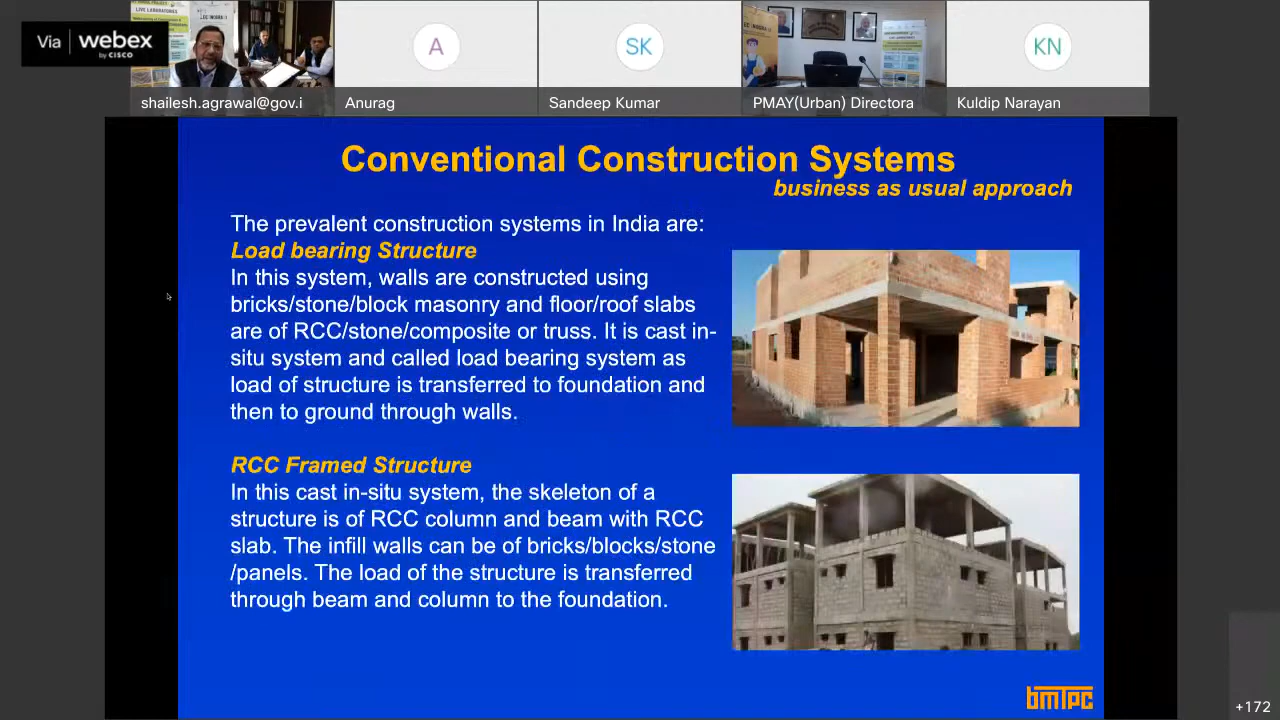 Via webex
by CISCO
LIVE LABORATORIES
A
SK
KN
shailesh.agrawal@gov.i
Anurag
Sandeep Kumar
PMAY(Urban) Directora
Kuldip Narayan
Conventional Construction Systems
business as usual approach
The prevalent construction systems in India are:
Load bearing Structure
In this system, walls are constructed using
bricks/stone/block masonry and floor/roof slabs
are of RCC/stone/composite or truss. It is cast in-
situ system and called load bearing system as
load of structure is transferred to foundation and
then to ground through walls.
RCC Framed Structure
In this cast in-situ system, the skeleton of a
structure is of RCC column and beam with RCC
slab. The infill walls can be of bricks/blocks/stone
/panels. The load of the structure is transferred
through beam and column to the foundation.
bmTpc
+172